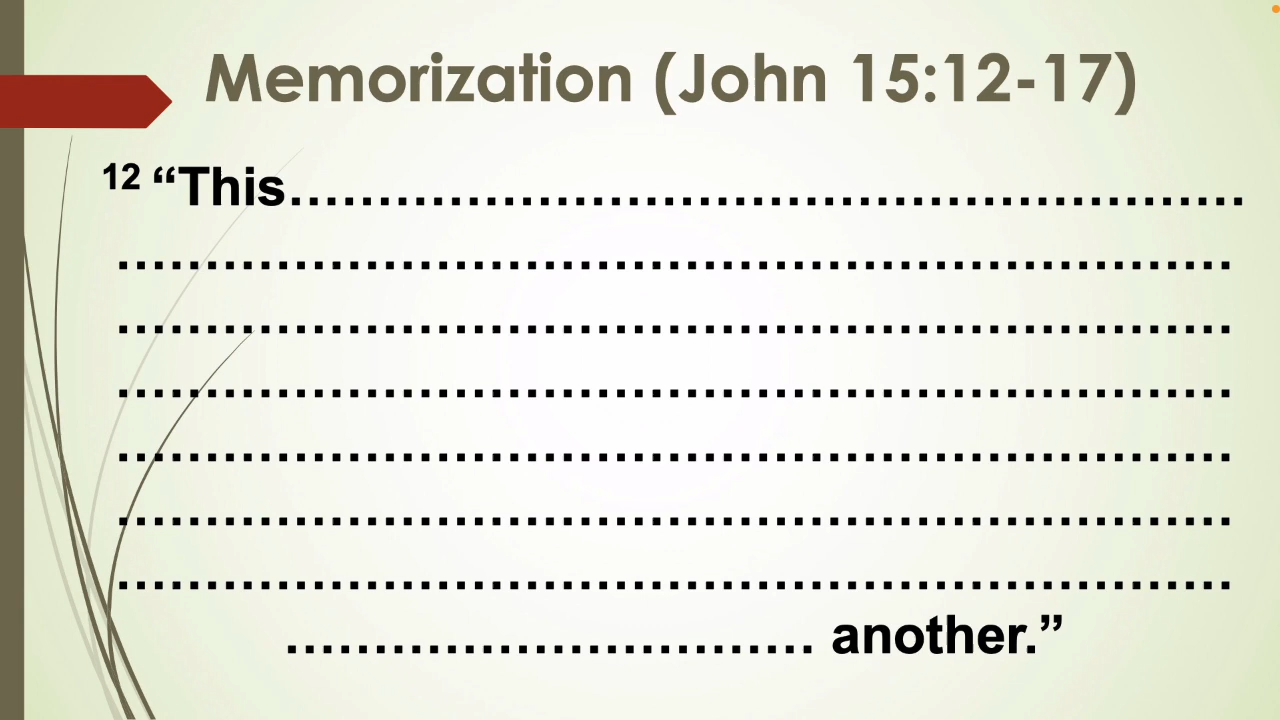 Memorization (John 15:12-17)
12 “This......................................................
...............................................................
...............................................................
...............................................................
...............................................................
...............................................................
...............................................................
.............................. another.”